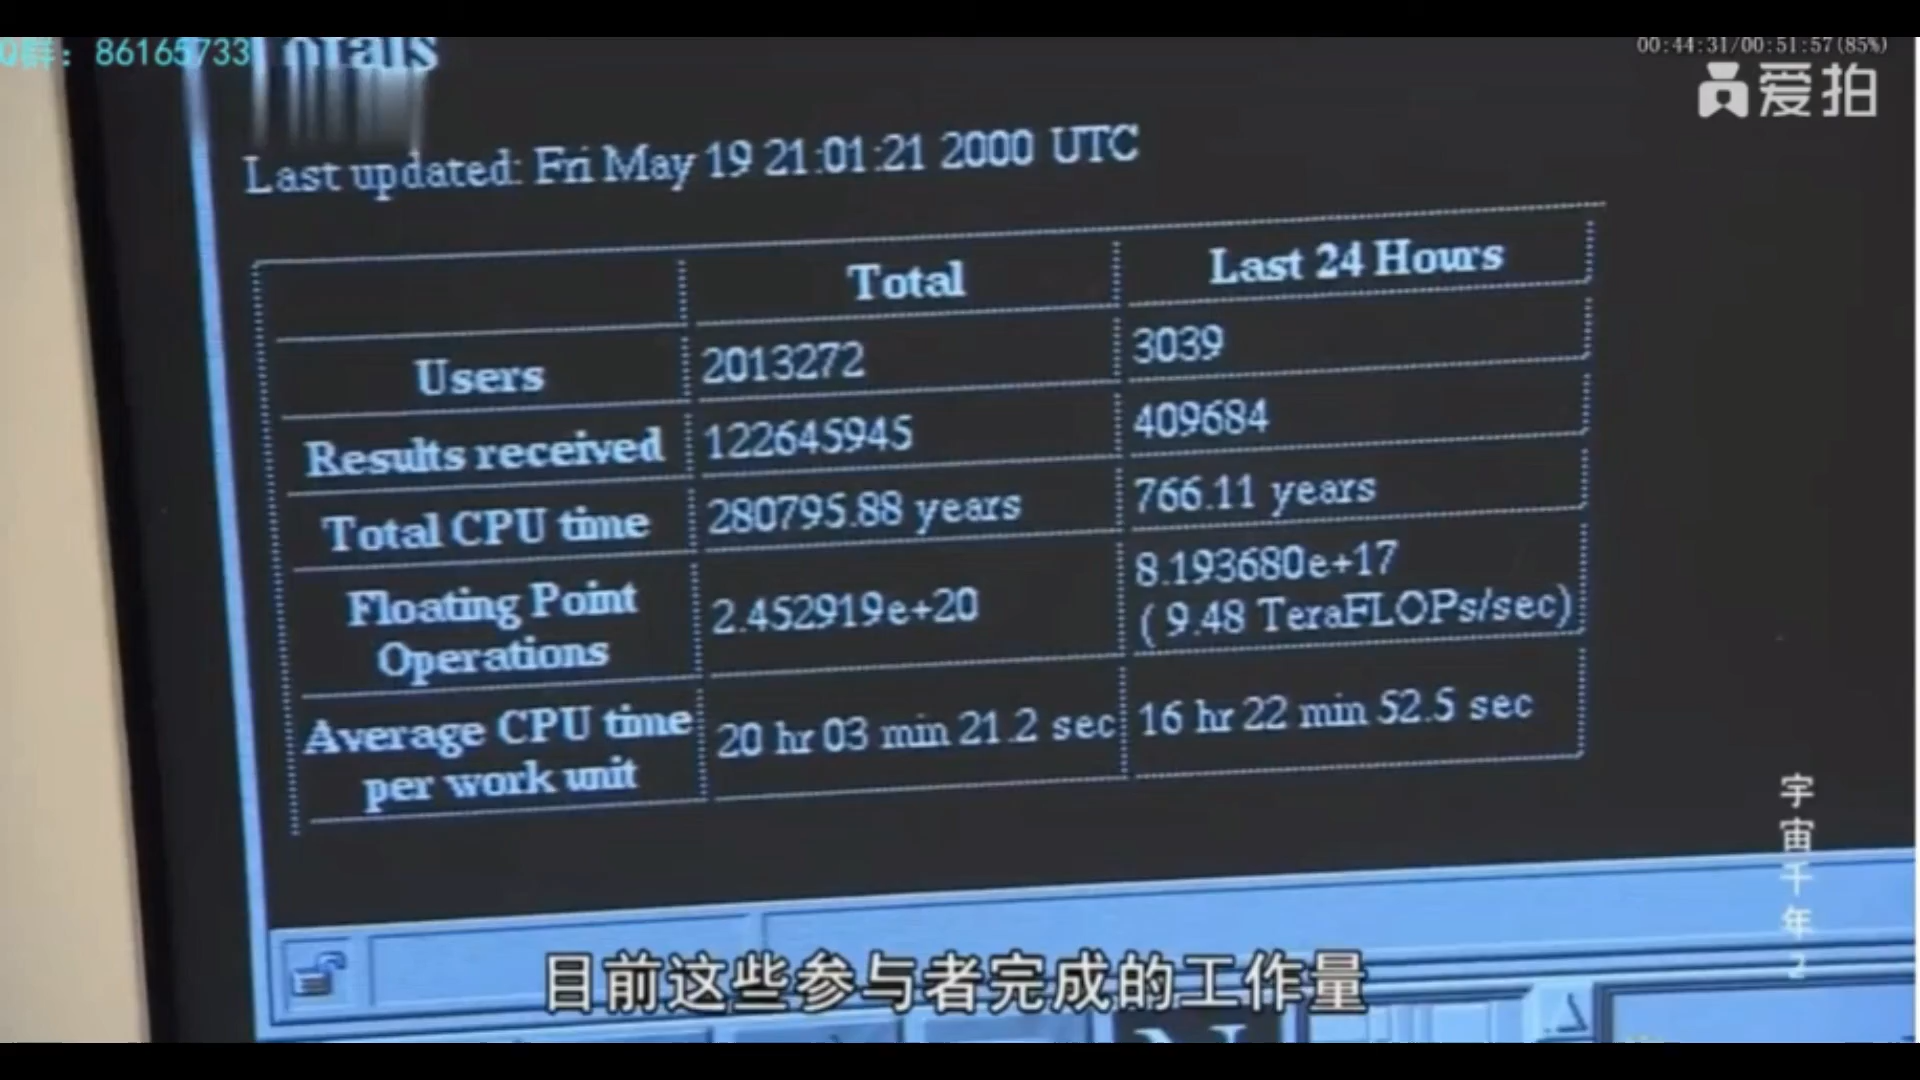 Q群：86165733
Totals
00:44:31/00:51:57(85%)
爱拍
Last updated: Fri May 19 21:01:21 2000 UTC
Total
Last 24 Hours
Users
2013272
3039
Results received
122645945
409684
Total CPU time
280795.88 years
766.11 years
Floating Point
Operations
2.452919e+20
8.193680e+17
( 9.48 TeraFLOPs/sec)
Average CPU time
per work unit
20 hr 03 min 21.2 sec
16 hr 22 min 52.5 sec
宇宙千年2
目前这些参与者完成的工作量
N